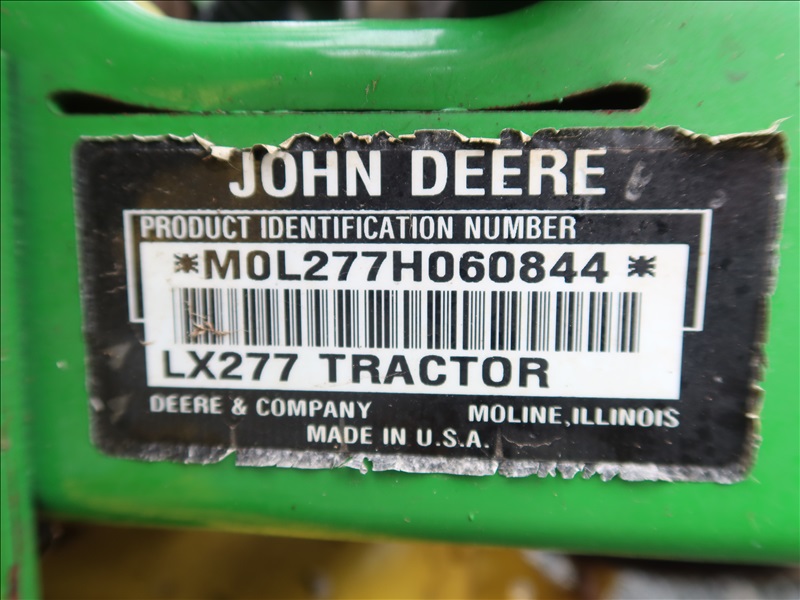 JOHN DEERE
PRODUCT IDENTIFICATION NUMBER
*M0L277H060844*
LX277 TRACTOR
DEERE & COMPANY MOLINE, ILLINOIS
MADE IN U.S.A.